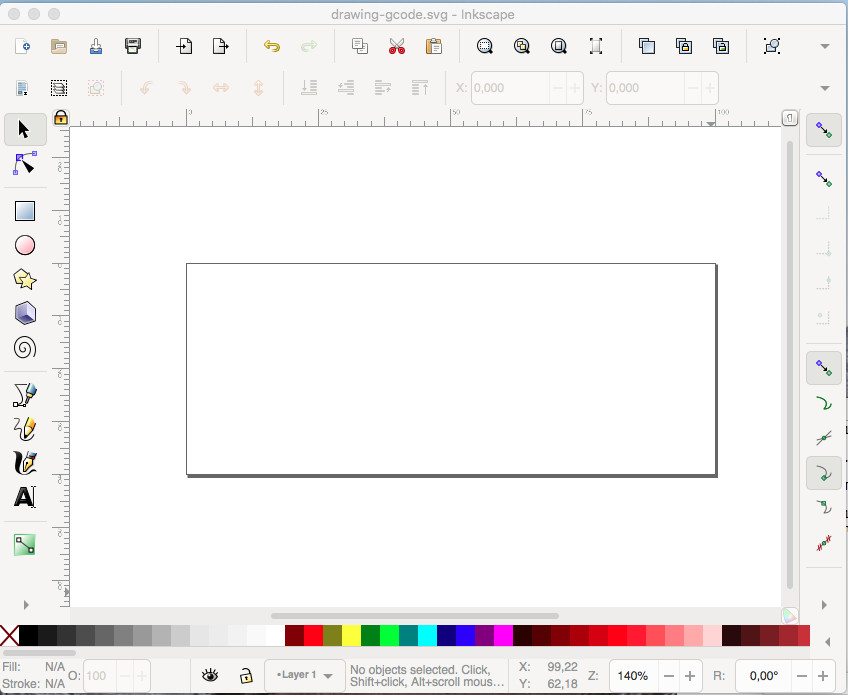 drawing-gcode.svg - Inkscape
X: 0,000 Y: 0,000
0 25 50 75 100
Fill: N/A
Stroke: N/A
O: 100
•Layer 1
No objects selected. Click,
Shift+click, Alt+scroll mous...
X: 99,22
Y: 62,18
Z: 140%
R: 0,00°